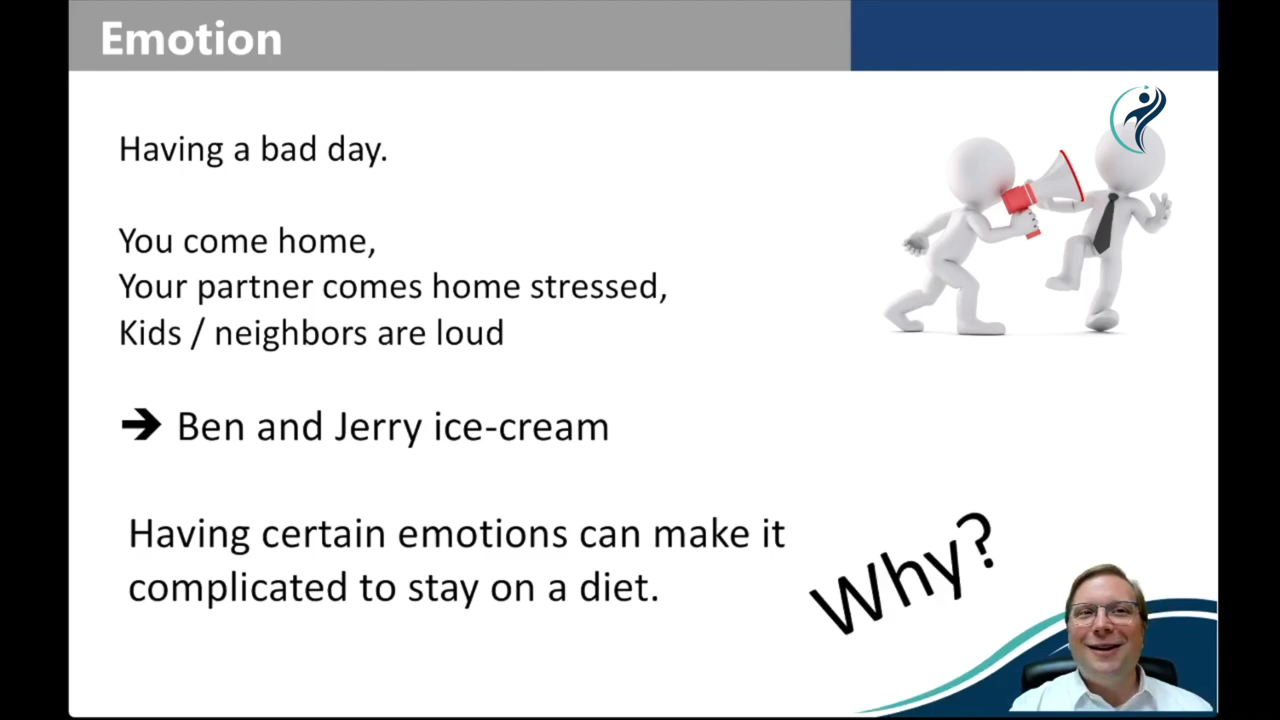 Emotion
Having a bad day.
You come home,
Your partner comes home stressed,
Kids / neighbors are loud
➔ Ben and Jerry ice-cream
Having certain emotions can make it
complicated to stay on a diet.
Why?